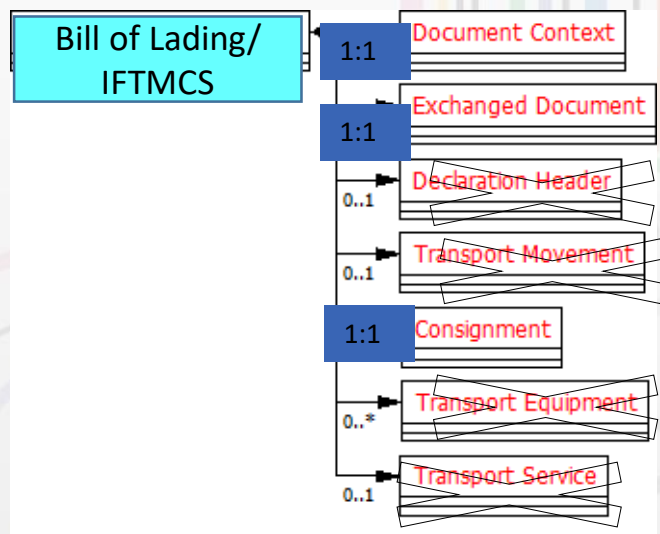 Bill of Lading/
IFTMCS
1:1
Document Context
Exchanged Document
1:1
Declaration Header
0..1
Transport Movement
0..1
1:1
Consignment
Transport Equipment
0..*
Transport Service
0..1